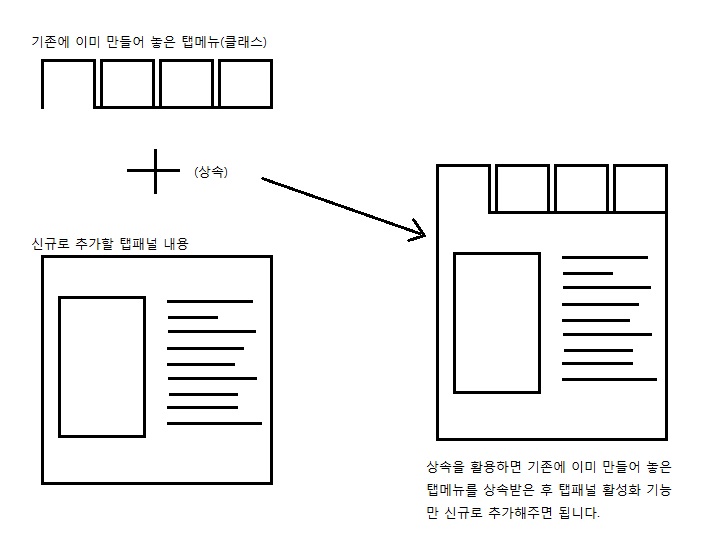 기존에 이미 만들어 놓은 탭메뉴(클래스)
(상속)
신규로 추가할 탭패널 내용
상속을 활용하면 기존에 이미 만들어 놓은
탭메뉴를 상속받은 후 탭패널 활성화 기능
만 신규로 추가해주면 됩니다.